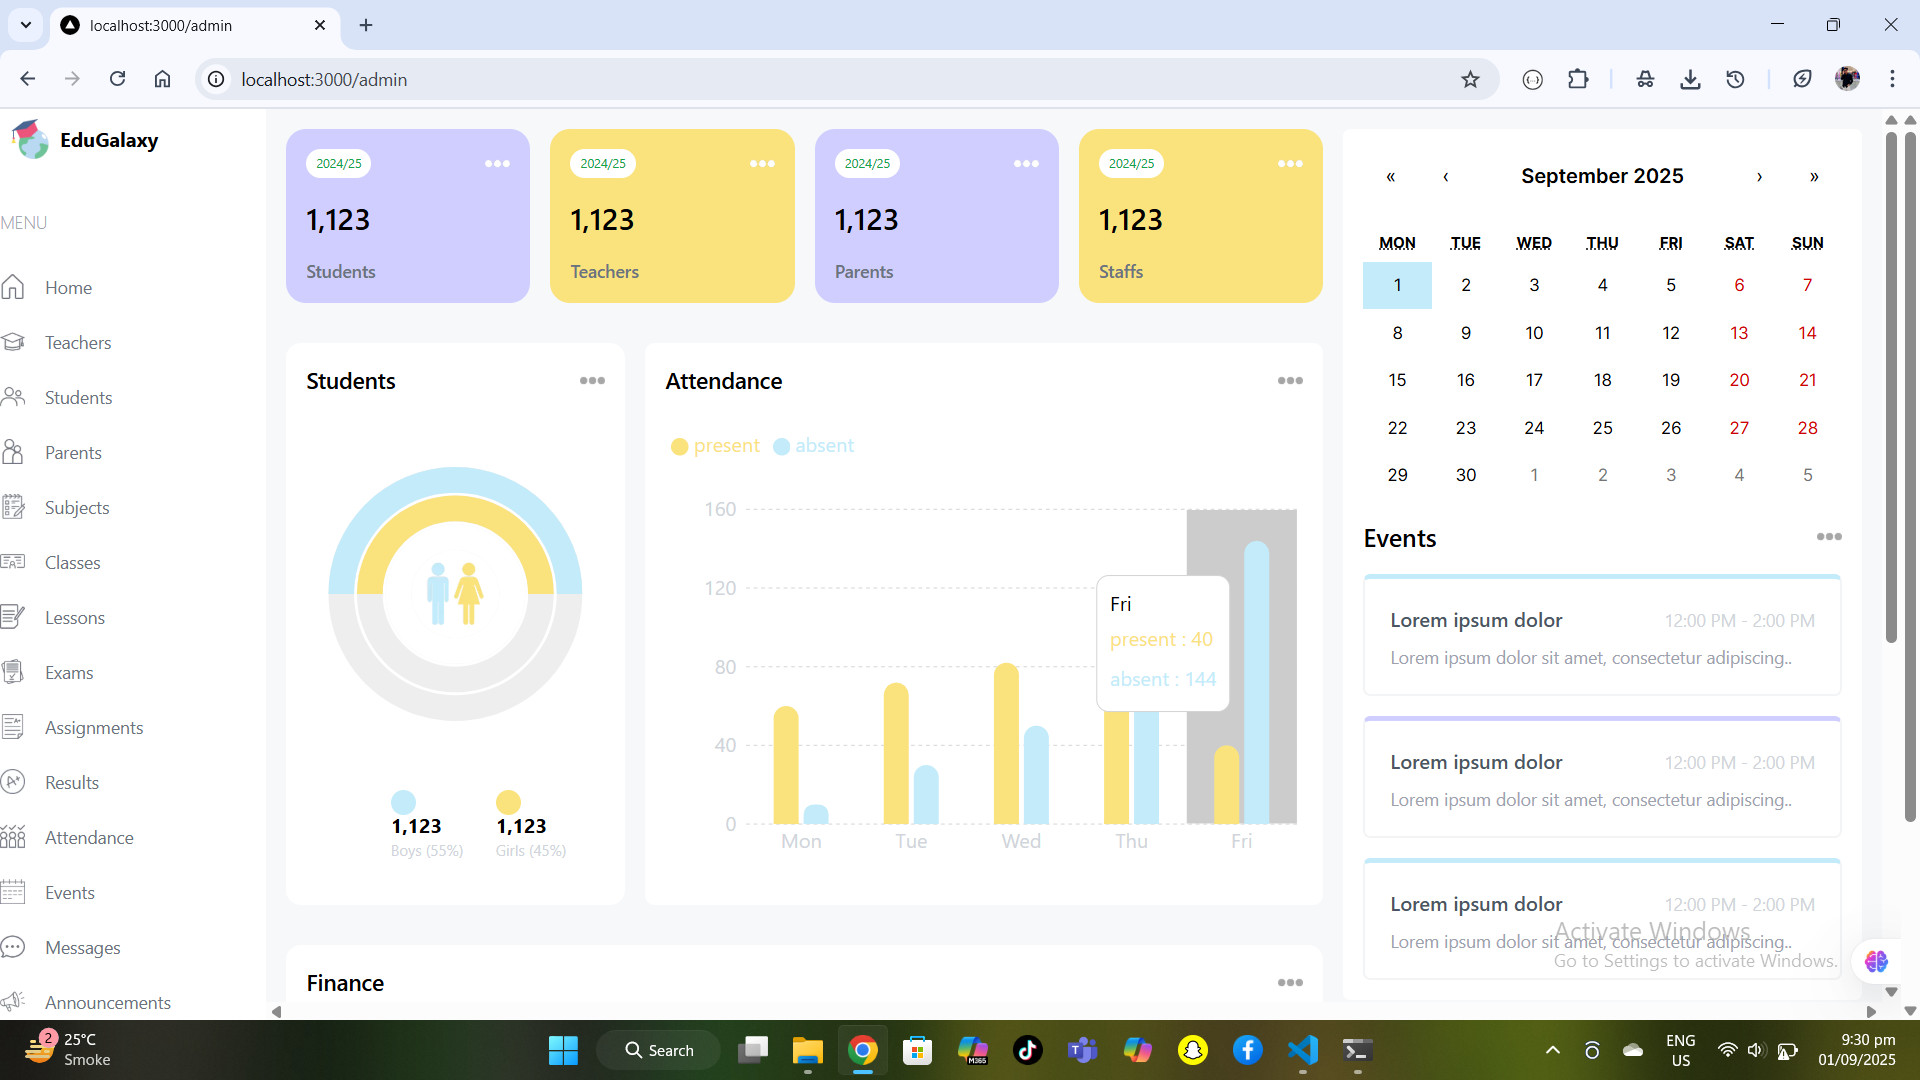 localhost:3000/admin
localhost:3000/admin
EduGalaxy
MENU
Home
Teachers
Students
Parents
Subjects
Classes
Lessons
Exams
Assignments
Results
Attendance
Events
Messages
Announcements
2024/25
1,123
Students
2024/25
1,123
Teachers
2024/25
1,123
Parents
2024/25
1,123
Staffs
Students
1,123
Boys (55%)
1,123
Girls (45%)
Attendance
present absent
160
120
80
40
0
Mon Tue Wed Thu Fri
Fri
present : 40
absent : 144
Finance
« ‹ September 2025 › »
MON TUE WED THU FRI SAT SUN
1 2 3 4 5 6 7
8 9 10 11 12 13 14
15 16 17 18 19 20 21
22 23 24 25 26 27 28
29 30 1 2 3 4 5
Events
Lorem ipsum dolor 12:00 PM - 2:00 PM
Lorem ipsum dolor sit amet, consectetur adipiscing..
Lorem ipsum dolor 12:00 PM - 2:00 PM
Lorem ipsum dolor sit amet, consectetur adipiscing..
Lorem ipsum dolor 12:00 PM - 2:00 PM
Lorem ipsum dolor sit amet, consectetur adipiscing..
Activate Windows
Go to Settings to activate Windows.
2
25°C
Smoke
Search
M365
ENG
US
9:30 pm
01/09/2025